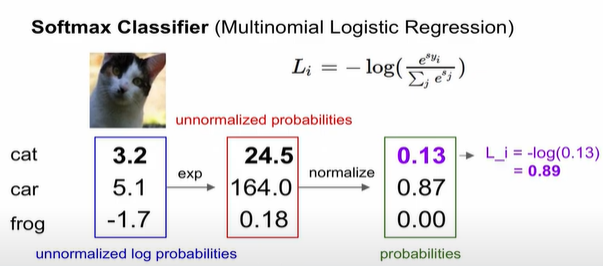 Softmax Classifier (Multinomial Logistic Regression)
L_i = − log(e^{s_{y_i}} / ∑_j e^{s_j})
unnormalized probabilities
cat 3.2 24.5 0.13 → L_i = -log(0.13)
exp normalize = 0.89
car 5.1 → 164.0 → 0.87
frog -1.7 0.18 0.00
unnormalized log probabilities probabilities